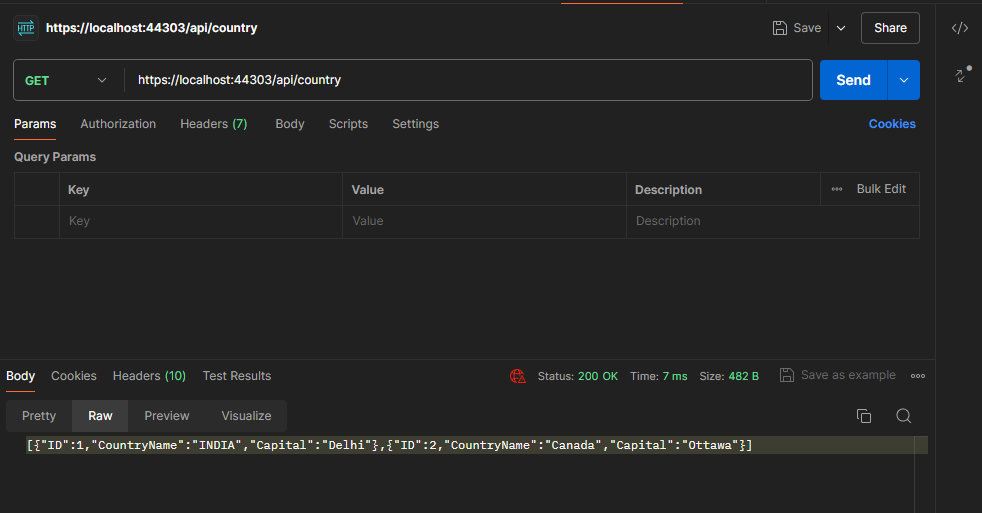 HTTP https://localhost:44303/api/country Save Share
GET https://localhost:44303/api/country Send
Params Authorization Headers (7) Body Scripts Settings Cookies
Query Params
Key Value Description Bulk Edit
Key Value Description
Body Cookies Headers (10) Test Results Status: 200 OK Time: 7 ms Size: 482 B Save as example
Pretty Raw Preview Visualize
[{"ID":1,"CountryName":"INDIA","Capital":"Delhi"},{"ID":2,"CountryName":"Canada","Capital":"Ottawa"}]